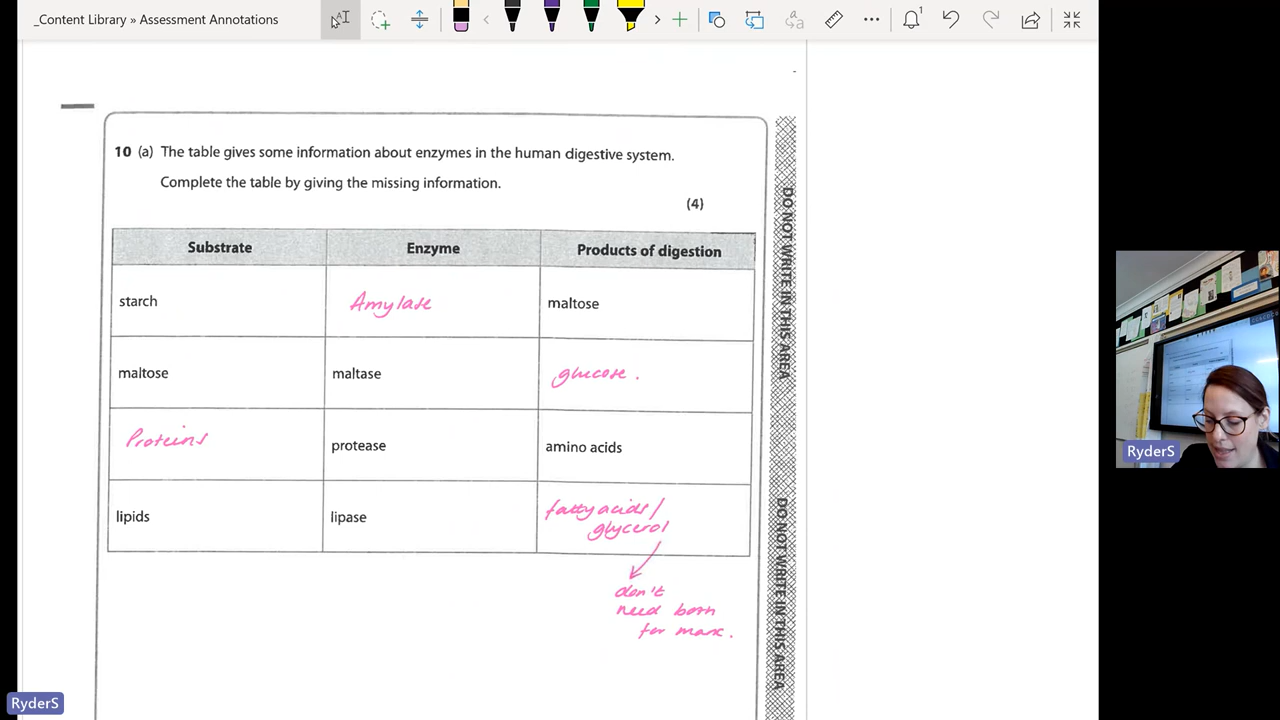 _Content Library » Assessment Annotations
1
10 (a) The table gives some information about enzymes in the human digestive system.
Complete the table by giving the missing information.
(4)
Substrate Enzyme Products of digestion
starch Amylase maltose
maltose maltase glucose.
Proteins protease amino acids
lipids lipase fatty acids/
glycerol
don't
need both
for mark.
DO NOT WRITE IN THIS AREA
DO NOT WRITE IN THIS AREA
RyderS
RyderS